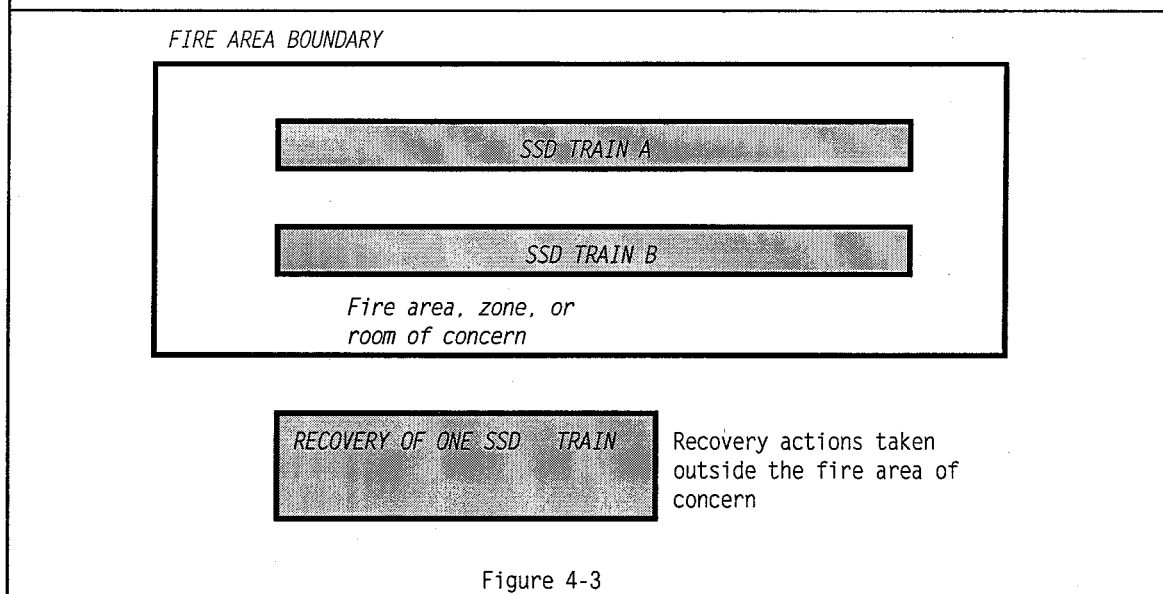 FIRE AREA BOUNDARY
SSD TRAIN A
SSD TRAIN B
Fire area, zone, or
room of concern
RECOVERY OF ONE SSD TRAIN
Recovery actions taken
outside the fire area of
concern
Figure 4-3